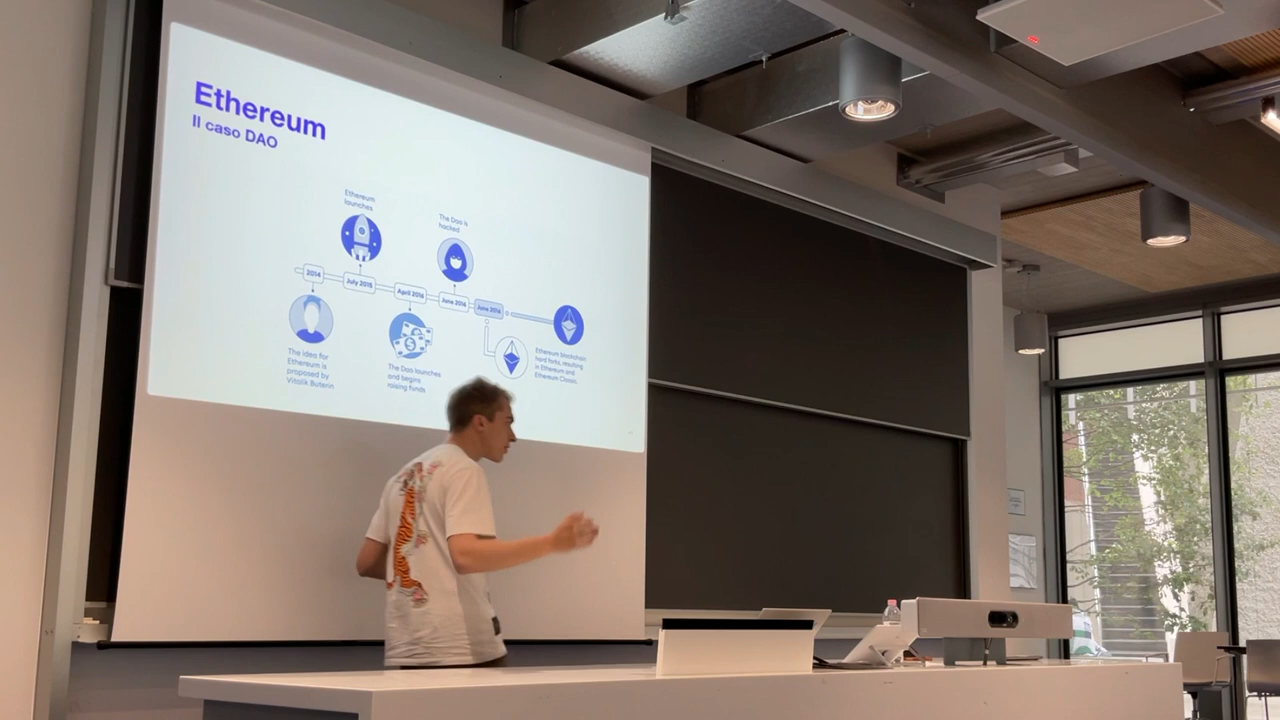 Ethereum
Il caso DAO
Ethereum
launches
The Dao is
hacked
2014
July 2015
April 2016
June 2016
June 2016
The idea for
Ethereum is
proposed by
Vitalik Buterin
The Dao launches
and begins
raising funds
Ethereum blockchain
hard forks, resulting
in Ethereum and
Ethereum Classic.